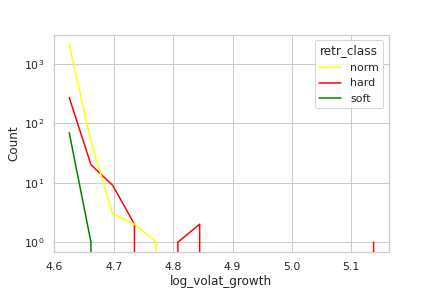 retr_class
norm
hard
soft
10³
10²
10¹
10⁰
Count
4.6 4.7 4.8 4.9 5.0 5.1
log_volat_growth